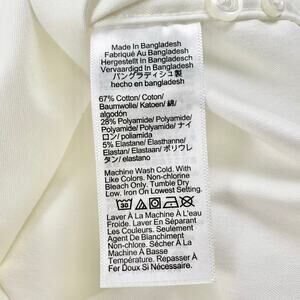 Made In Bangladesh
Fabriqué Au Bangladesh
Hergestellt In Bangladesch
Vervaardigd In Bangladesh
バングラディシュ製
hecho en bangladesh
67% Cotton/ Coton/
Baumwolle/ Katoen/ 綿/
algodón
28% Polyamide/ Polyamide/
Polyamide/ Polyamide/ ナイ
ロン/ poliamida
5% Elastane/ Élasthanne/
Elastan/ Elastaan/ ポリウレ
タン/ elastano
Machine Wash Cold. With
Like Colors. Non-chlorine
Bleach Only. Tumble Dry
Low. Iron On Lowest Setting.
Laver À La Machine À L'eau
Froide. Laver En Séparant
Les Couleurs. Seulement
Agent De Blanchiment
Non-chlore. Sécher À La
Machine À Basse
Température. Repasser À
Fer Doux Si Nécessaire.